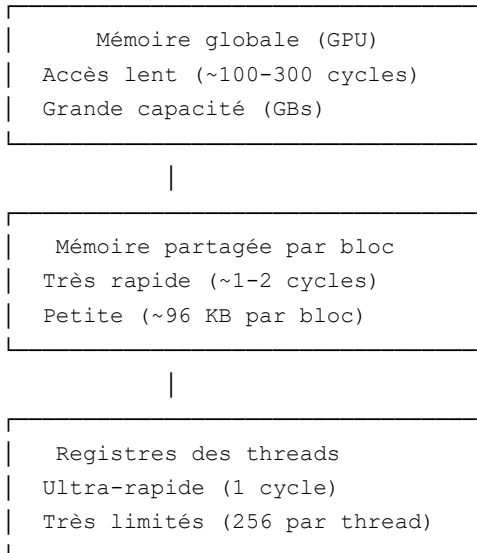 Mémoire globale (GPU)
Accès lent (~100-300 cycles)
Grande capacité (GBs)
Mémoire partagée par bloc
Très rapide (~1-2 cycles)
Petite (~96 KB par bloc)
Registres des threads
Ultra-rapide (1 cycle)
Très limités (256 par thread)